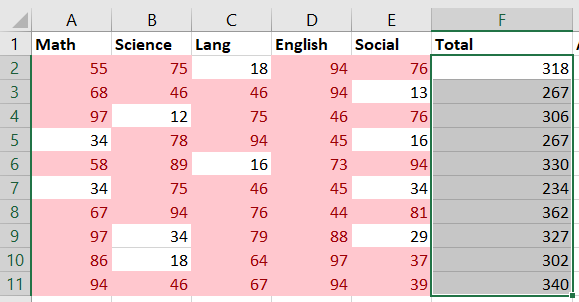 A B C D E F
1 Math Science Lang English Social Total
2 55 75 18 94 76 318
3 68 46 46 94 13 267
4 97 12 75 46 76 306
5 34 78 94 45 16 267
6 58 89 16 73 94 330
7 34 75 46 45 34 234
8 67 94 76 44 81 362
9 97 34 79 88 29 327
10 86 18 64 97 37 302
11 94 46 67 94 39 340